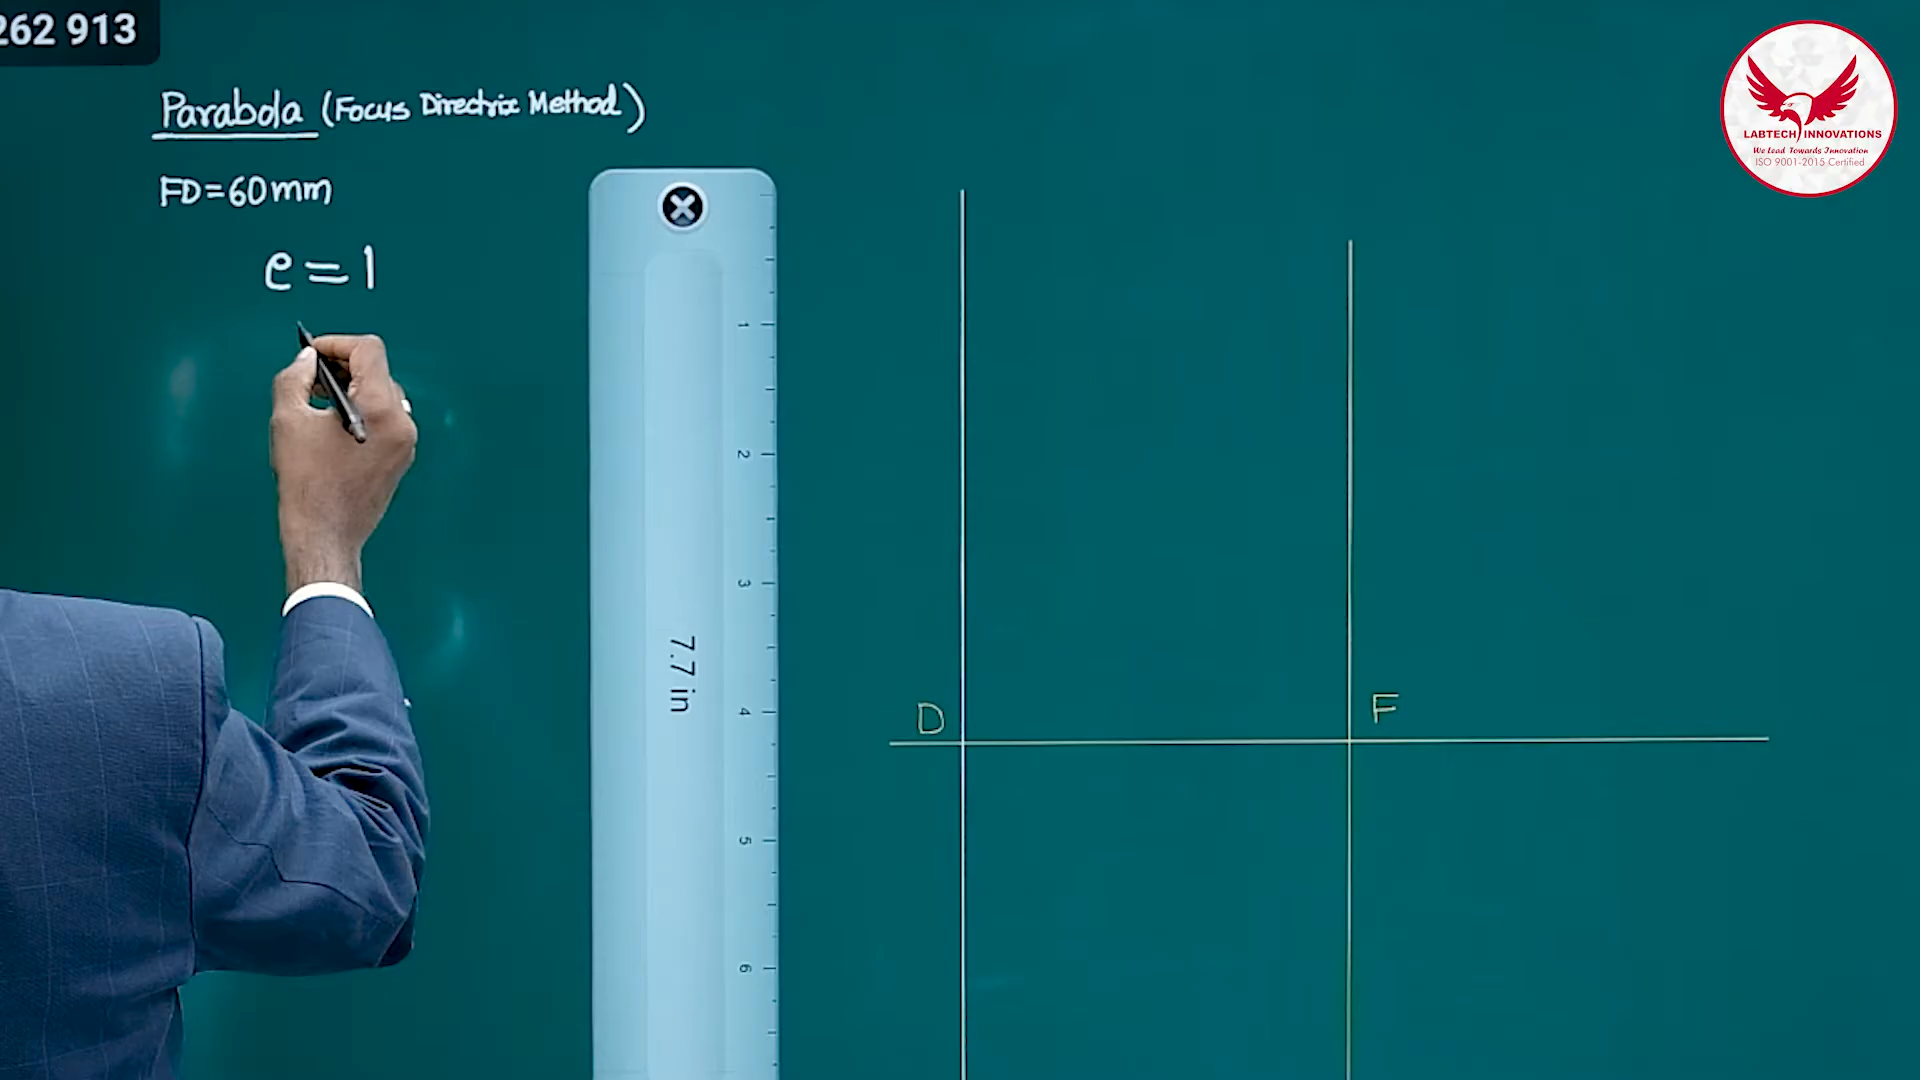 262 913
Parabola (Focus Directrix Method)
FD=60mm
e=1
1
2
3
7.7 in
4
5
6
D
F
LABTECH INNOVATIONS
We Lead Towards Innovation
ISO 9001-2015 Certified